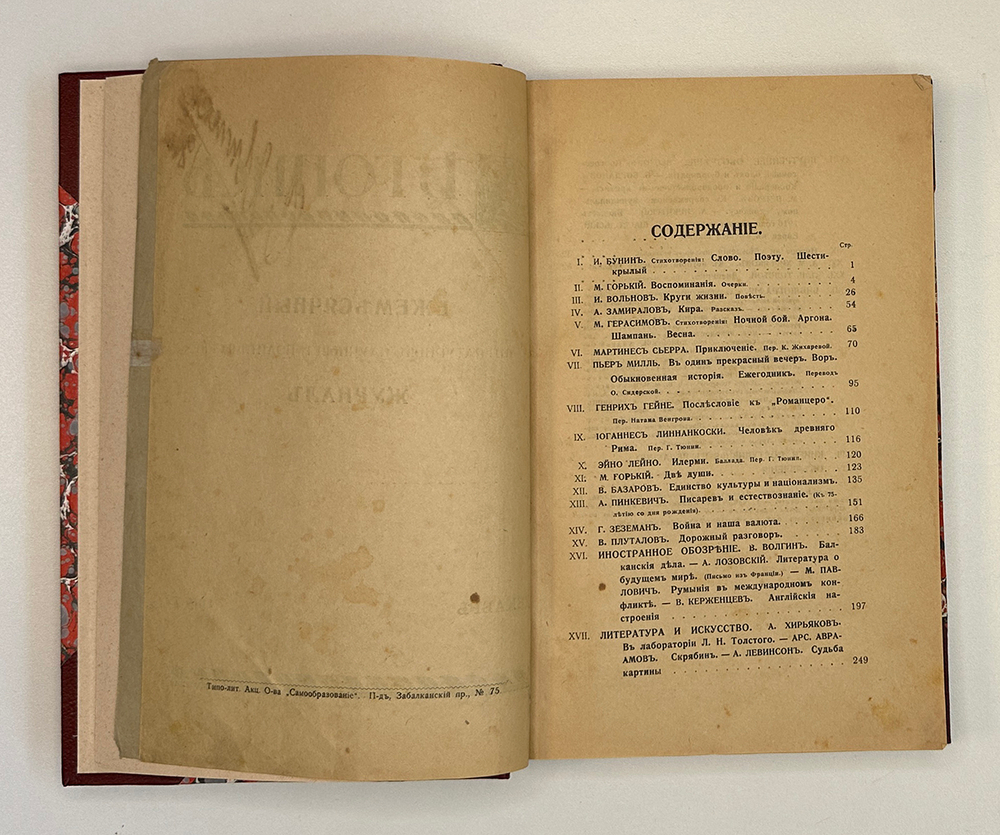 Типо-лит. Акц. О-ва „Самообразованіе“. П-дъ, Забалканскій пр., № 75.
СОДЕРЖАНІЕ.
Стр.
I. И. БУНИНЪ. Стихотворенія: Слово. Поэту. Шести-
крылый 1
II. М. ГОРЬКІЙ. Воспоминанія. Очерки. 4
III. И. ВОЛЬНОВЪ. Круги жизни. Повѣсть. 26
IV. А. ЗАМИРАЛОВЪ, Кира. Разсказъ. 54
V. М. ГЕРАСИМОВЪ. Стихотворенія: Ночной бой. Аргона.
Шампань. Весна. 65
VI. МАРТИНЕСЪ СЬЕРРА. Приключеніе. Пер. К. Жихаревой. 70
VII. ПЬЕРЪ МИЛЛЬ. Въ одинъ прекрасный вечеръ. Воръ.
Обыкновенная исторія. Ежегодникъ. Переводъ
О. Сидерской. 95
VIII. ГЕНРИХЪ ГЕЙНЕ. Послѣсловіе къ „Романцеро“.
Пер. Натана Венгрона. 110
IX. ІОГАННЕСЪ ЛИННАНКОСКИ. Человѣкъ древняго
Рима. Пер. Г. Тюнни. 116
X. ЭЙНО ЛЕЙНО. Илерми. Баллада. Пер. Г. Тюнни. 120
XI. М. ГОРЬКІЙ. Двѣ души. 123
XII. В. БАЗАРОВЪ. Единство культуры и націонализмъ. 135
XIII. А. ПИНКЕВИЧЪ. Писаревъ и естествознаніе. (Къ 75-
лѣтію со дня рожденія). 151
XIV. Г. ЗЕЗЕМАНЪ. Война и наша валюта. 166
XV. В. ПЛУТАЛОВЪ. Дорожный разговоръ. 183
XVI. ИНОСТРАННОЕ ОБОЗРѢНІЕ. В. ВОЛГИНЪ. Бал-
канскія дѣла. — А. ЛОЗОВСКІЙ. Литература о
будущемъ мирѣ. (Письмо изъ Франціи.) — М. ПАВ-
ЛОВИЧЪ. Румынія въ международномъ кон-
фликтѣ. — В. КЕРЖЕНЦЕВЪ. Англійскія на-
строенія 197
XVII. ЛИТЕРАТУРА И ИСКУССТВО. А. ХИРЬЯКОВЪ.
Въ лабораторіи Л. Н. Толстого. — АРС. АВРА-
АМОВЪ. Скрябинъ. — А. ЛЕВИНСОНЪ. Судьба
картины 249